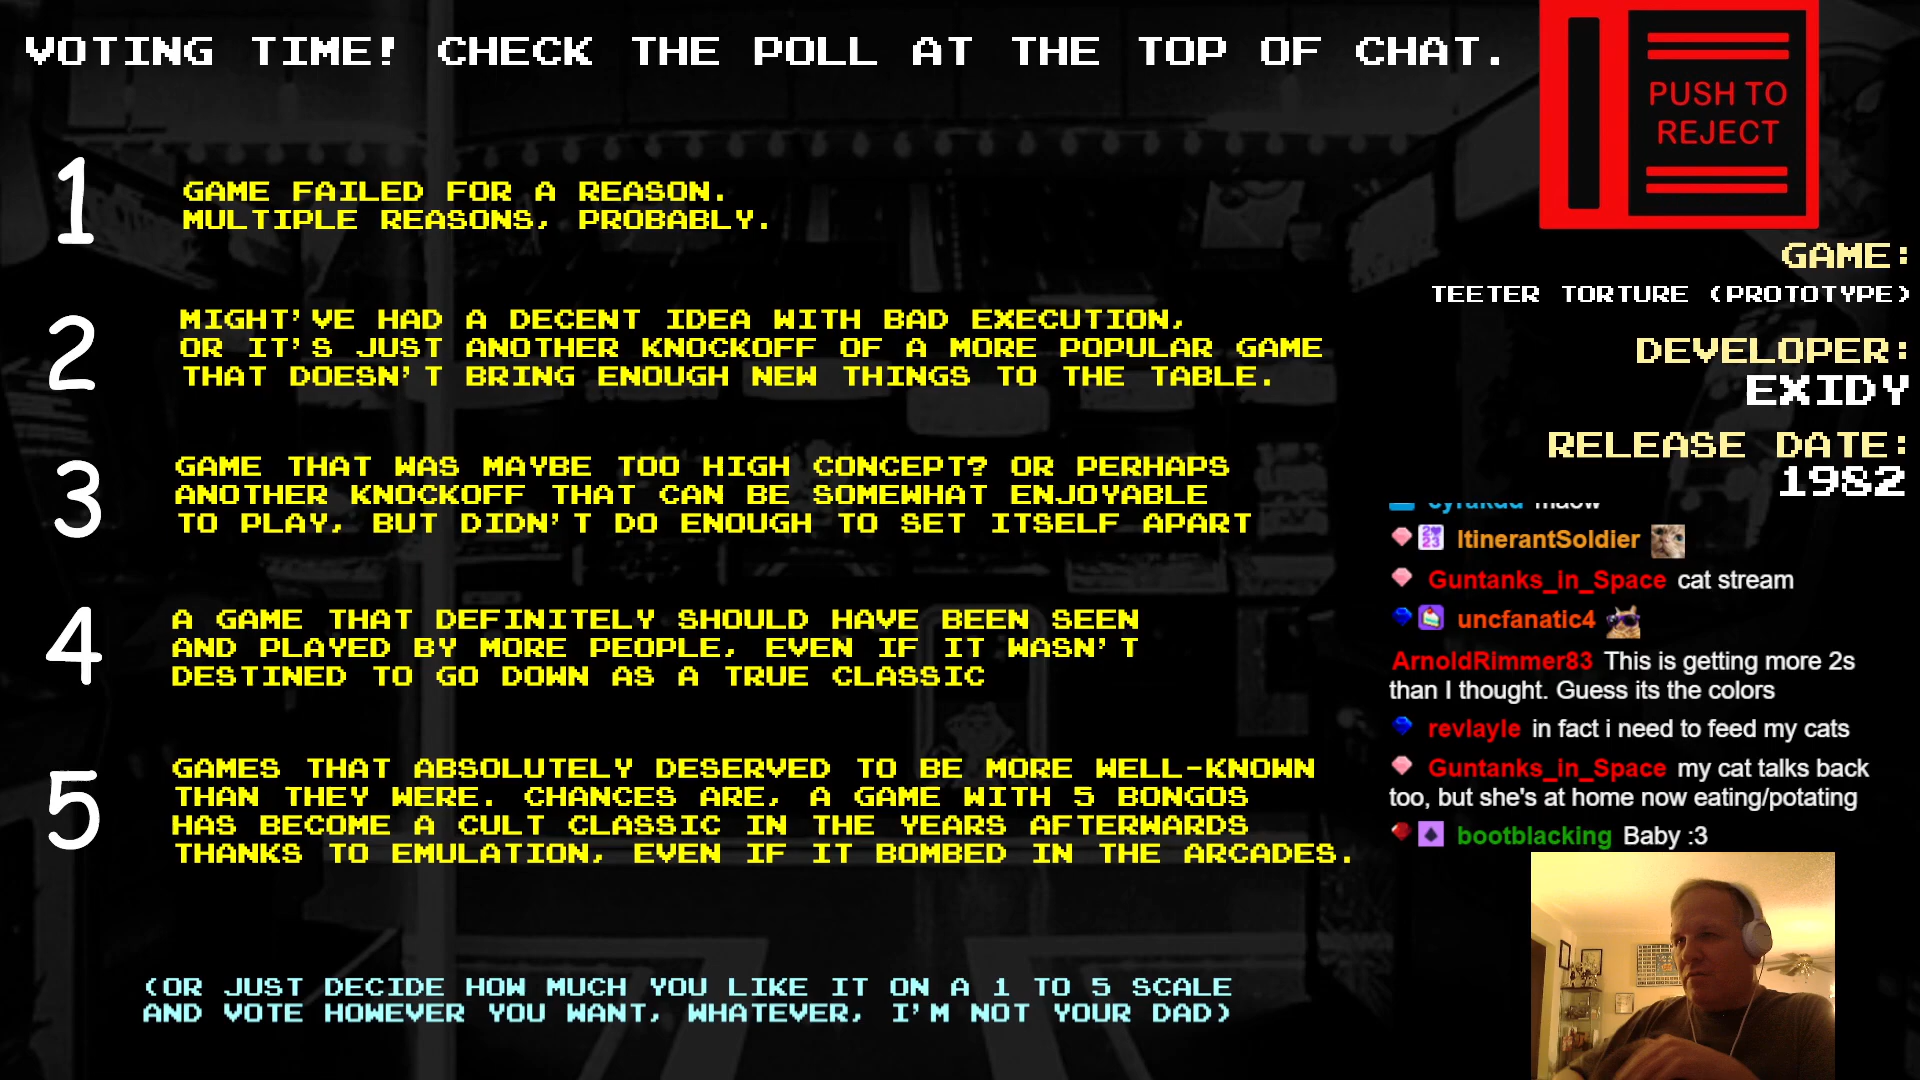 VOTING TIME! CHECK THE POLL AT THE TOP OF CHAT.
PUSH TO
REJECT
1
GAME FAILED FOR A REASON.
MULTIPLE REASONS, PROBABLY.
2
MIGHT'VE HAD A DECENT IDEA WITH BAD EXECUTION,
OR IT'S JUST ANOTHER KNOCKOFF OF A MORE POPULAR GAME
THAT DOESN'T BRING ENOUGH NEW THINGS TO THE TABLE.
3
GAME THAT WAS MAYBE TOO HIGH CONCEPT? OR PERHAPS
ANOTHER KNOCKOFF THAT CAN BE SOMEWHAT ENJOYABLE
TO PLAY, BUT DIDN'T DO ENOUGH TO SET ITSELF APART
4
A GAME THAT DEFINITELY SHOULD HAVE BEEN SEEN
AND PLAYED BY MORE PEOPLE, EVEN IF IT WASN'T
DESTINED TO GO DOWN AS A TRUE CLASSIC
5
GAMES THAT ABSOLUTELY DESERVED TO BE MORE WELL-KNOWN
THAN THEY WERE. CHANCES ARE, A GAME WITH 5 BONGOS
HAS BECOME A CULT CLASSIC IN THE YEARS AFTERWARDS
THANKS TO EMULATION, EVEN IF IT BOMBED IN THE ARCADES.
(OR JUST DECIDE HOW MUCH YOU LIKE IT ON A 1 TO 5 SCALE
AND VOTE HOWEVER YOU WANT, WHATEVER, I'M NOT YOUR DAD)
GAME:
TEETER TORTURE (PROTOTYPE)
DEVELOPER:
EXIDY
RELEASE DATE:
1982
maow
ItinerantSoldier
Guntanks_in_Space cat stream
uncfanatic4
ArnoldRimmer83 This is getting more 2s
than I thought. Guess its the colors
revlayle in fact i need to feed my cats
Guntanks_in_Space my cat talks back
too, but she's at home now eating/potating
bootblacking Baby :3